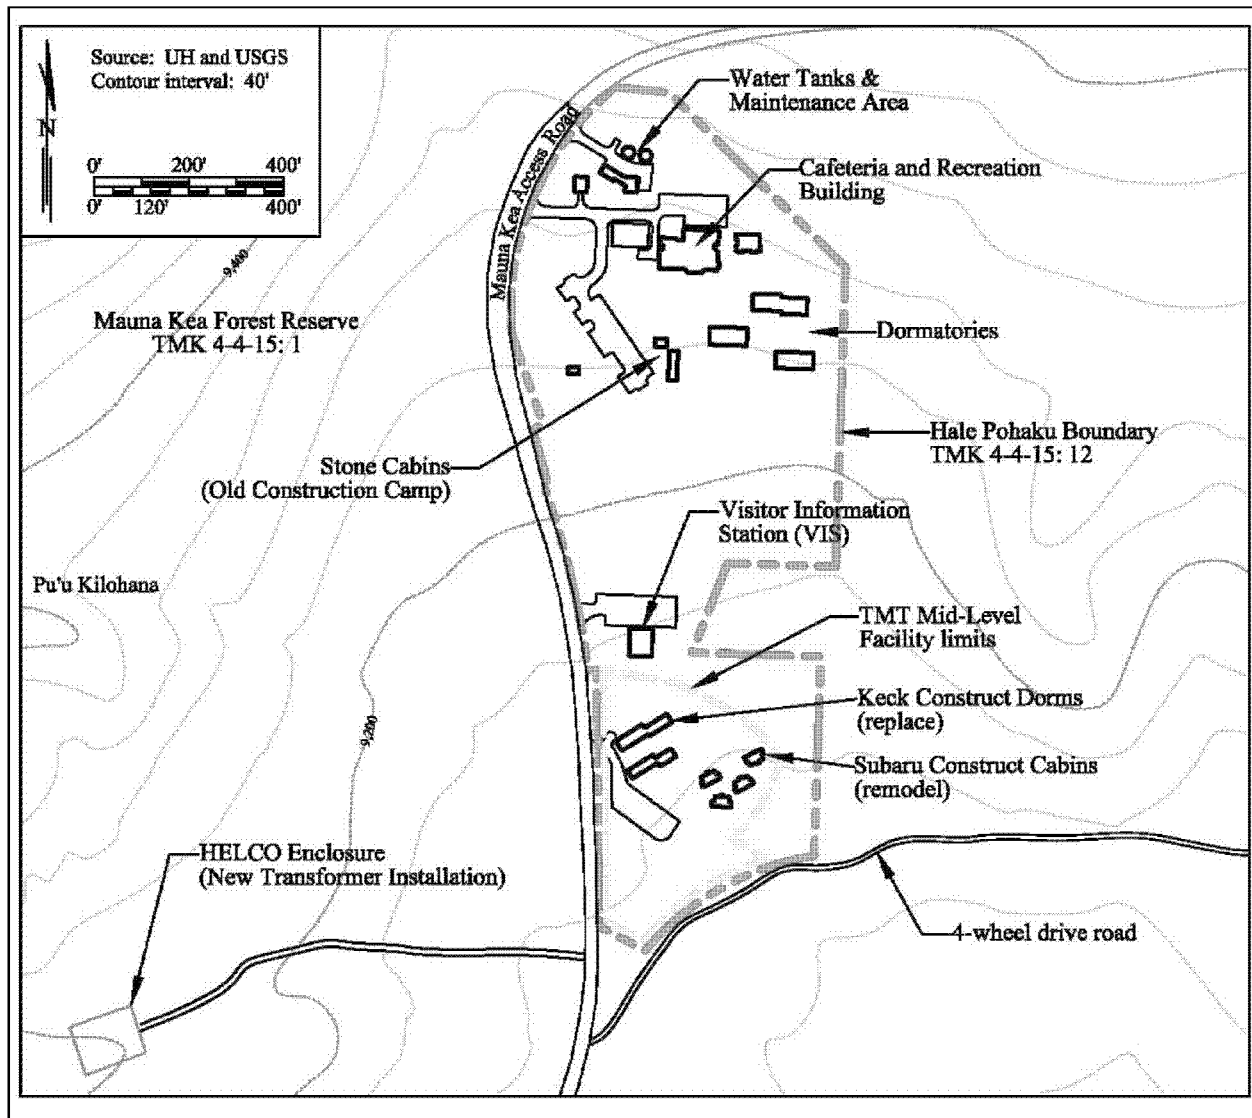 Source: UH and USGS
Contour interval: 40'
N
0' 200' 400'
0' 120' 400'
Water Tanks &
Maintenance Area
Mauna Kea Access Road
Cafeteria and Recreation
Building
9,400
Mauna Kea Forest Reserve
TMK 4-4-15: 1
Dormatories
Hale Pohaku Boundary
TMK 4-4-15: 12
Stone Cabins
(Old Construction Camp)
Visitor Information
Station (VIS)
Pu'u Kilohana
TMT Mid-Level
Facility limits
Keck Construct Dorms
(replace)
9,200
Subaru Construct Cabins
(remodel)
HELCO Enclosure
(New Transformer Installation)
4-wheel drive road